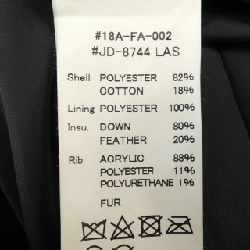 #18A-FA-002
#JD-8744 LAS
Shell POLYESTER 82%
COTTON 18%
Lining POLYESTER 100%
Insu. DOWN 80%
FEATHER 20%
Rib ACRYLIC 88%
POLYESTER 11%
POLYURETHANE 1%
FUR